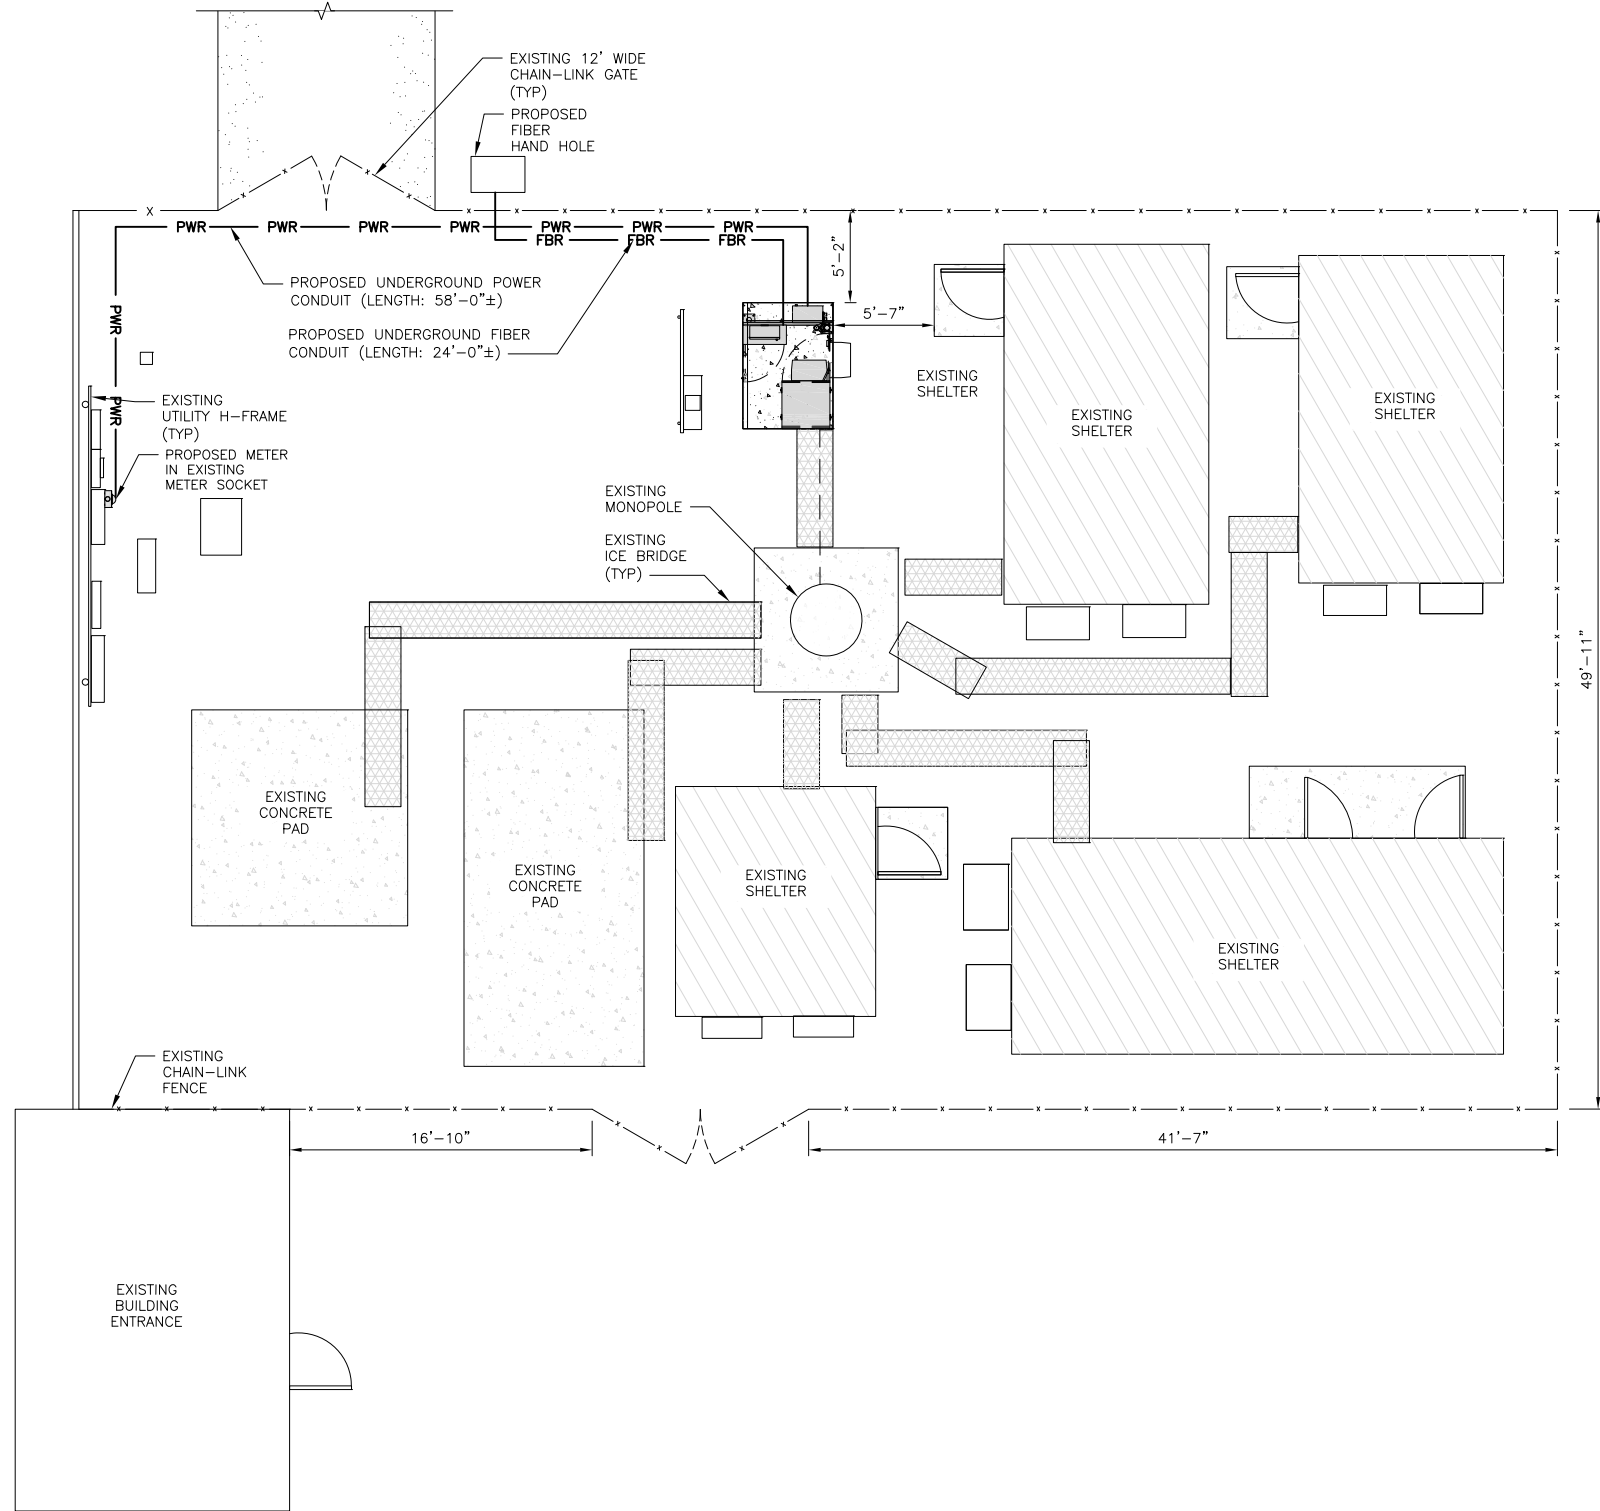 EXISTING 12' WIDE
CHAIN-LINK GATE
(TYP)
PROPOSED
FIBER
HAND HOLE
X
PWR PWR PWR PWR PWR PWR PWR
FBR FBR FBR
5'-2"
PROPOSED UNDERGROUND POWER
CONDUIT (LENGTH: 58'-0"±)
PROPOSED UNDERGROUND FIBER
CONDUIT (LENGTH: 24'-0"±)
5'-7"
PWR
PWR
EXISTING
UTILITY H-FRAME
(TYP)
PROPOSED METER
IN EXISTING
METER SOCKET
EXISTING
SHELTER
EXISTING
SHELTER
EXISTING
SHELTER
EXISTING
MONOPOLE
EXISTING
ICE BRIDGE
(TYP)
49'-11"
EXISTING
CONCRETE
PAD
EXISTING
CONCRETE
PAD
EXISTING
SHELTER
EXISTING
SHELTER
EXISTING
CHAIN-LINK
FENCE
16'-10"
41'-7"
EXISTING
BUILDING
ENTRANCE